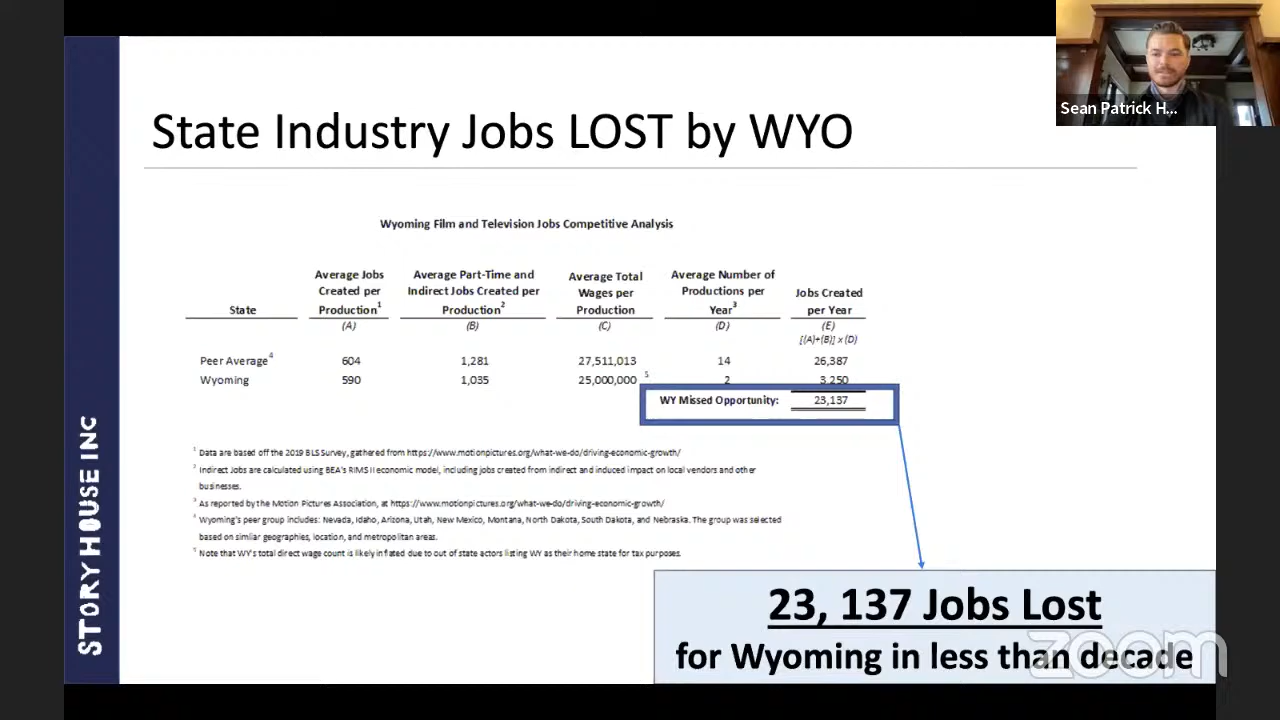 Sean Patrick H...
State Industry Jobs LOST by WYO
Wyoming Film and Television Jobs Competitive Analysis
State
Average Jobs
Created per
Production1
(A)
Average Part-Time and
Indirect Jobs Created per
Production2
(B)
Average Total
Wages per
Production
(C)
Average Number of
Productions per
Year3
(D)
Jobs Created
per Year
(E)
[(A)+(B)] x (D)
Peer Average4 604 1,281 27,511,013 14 26,387
Wyoming 590 1,035 25,000,000 5 2 3,250
WY Missed Opportunity: 23,137
1 Data are based off the 2019 BLS Survey, gathered from https://www.motionpictures.org/what-we-do/driving-economic-growth/
2 Indirect Jobs are calculated using BEA's RIMS II economic model, including jobs created from indirect and induced impact on local vendors and other
businesses.
3 As reported by the Motion Pictures Association, at https://www.motionpictures.org/what-we-do/driving-economic-growth/
4 Wyoming's peer group includes: Nevada, Idaho, Arizona, Utah, New Mexico, Montana, North Dakota, South Dakota, and Nebraska. The group was selected
based on similar geographies, location, and metropolitan areas.
5 Note that WY's total direct wage count is likely inflated due to out of state actors listing WY as their home state for tax purposes.
23, 137 Jobs Lost
for Wyoming in less than decade
STORY HOUSE INC
zoom